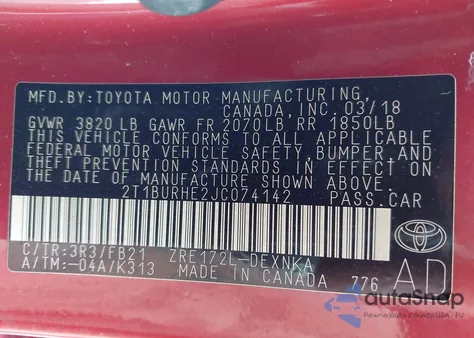 MFD.BY:TOYOTA MOTOR MANUFACTURING
CANADA, INC. 03/18
GVWR 3820 LB GAWR FR 2070LB RR 1850LB
THIS VEHICLE CONFORMS TO ALL APPLICABLE
FEDERAL MOTOR VEHICLE SAFETY, BUMPER, AND
THEFT PREVENTION STANDARDS IN EFFECT ON
THE DATE OF MANUFACTURE SHOWN ABOVE.
2T1BURHE2JC074142 PASS.CAR
C/TR:3R3/FB21 ZRE172L-DEXNKA
A/TM:-04A/K313 MADE IN CANADA 776
AD
autoSnap